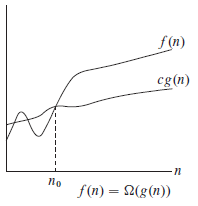 f(n)
cg(n)
n
n₀
f(n) = Ω(g(n))